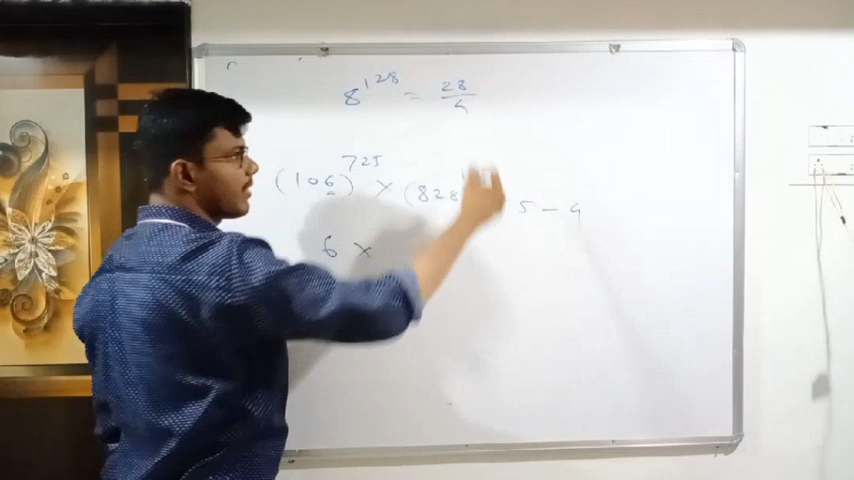 8^128 = 28/4
(106)^725 × (828
5 - 4
6 ×